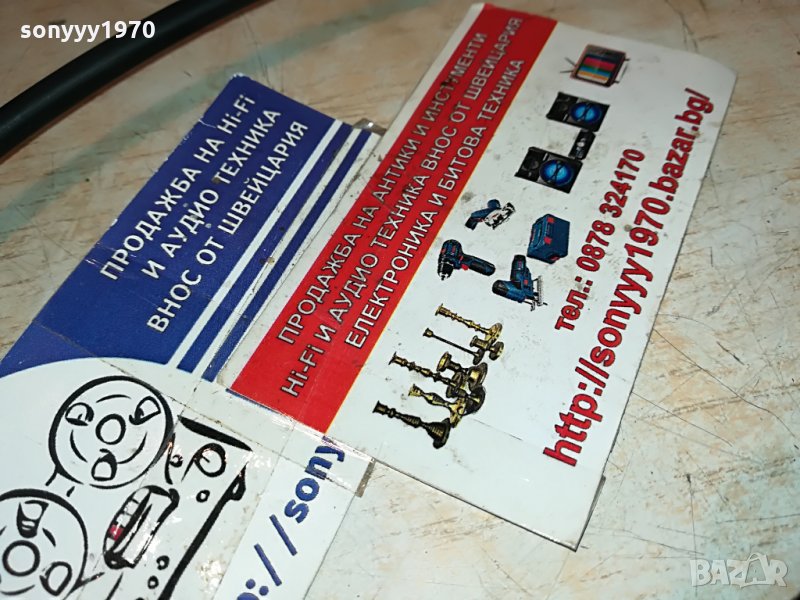 sonyyy1970
ПРОДАЖБА НА Hi-Fi
И АУДИО ТЕХНИКА
ВНОС ОТ ШВЕЙЦАРИЯ
ПРОДАЖБА НА АНТИКИ И ИНСТРУМЕНТИ
Hi-Fi И АУДИО ТЕХНИКА ВНОС ОТ ШВЕЙЦАРИЯ
ЕЛЕКТРОНИКА И БИТОВА ТЕХНИКА
тел.: 0878 324170
http://sonyyy1970.bazar.bg/
p://sony
BAZAR